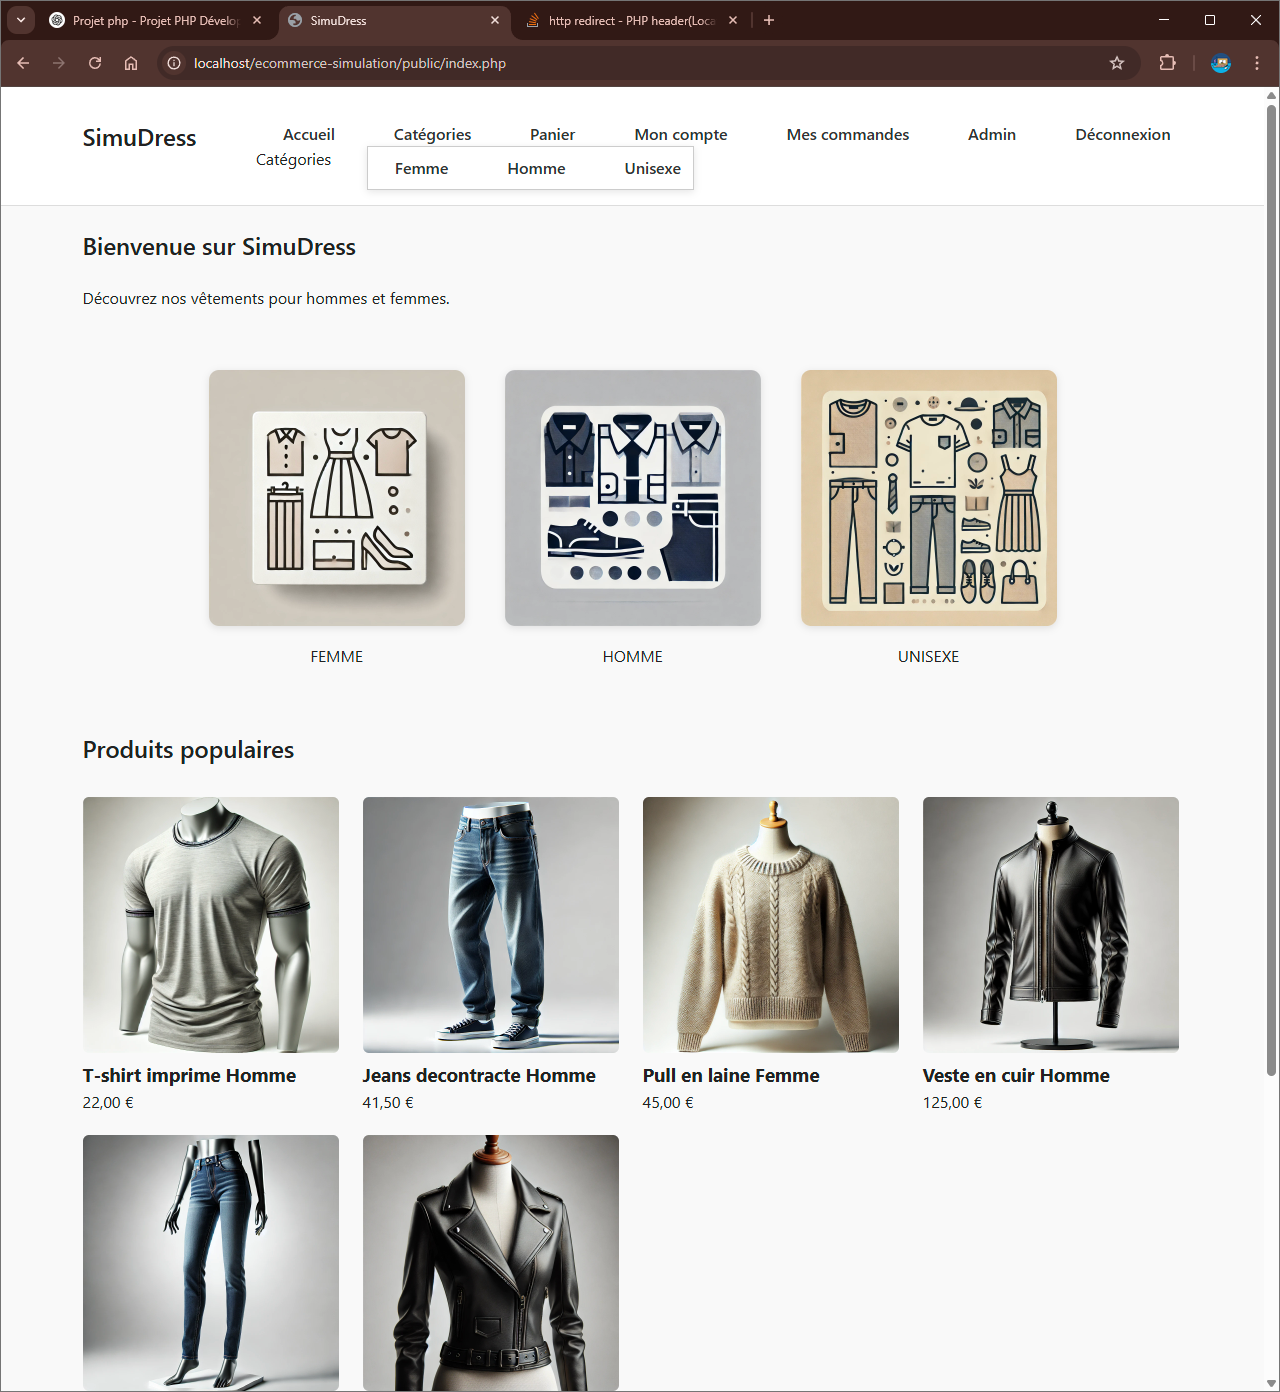 Projet php - Projet PHP Dévelo
SimuDress
http redirect - PHP header(Loca
localhost/ecommerce-simulation/public/index.php
SimuDress
Accueil
Catégories
Panier
Mon compte
Mes commandes
Admin
Déconnexion
Catégories
Femme
Homme
Unisexe
Bienvenue sur SimuDress
Découvrez nos vêtements pour hommes et femmes.
FEMME
HOMME
UNISEXE
Produits populaires
T-shirt imprime Homme
22,00 €
Jeans decontracte Homme
41,50 €
Pull en laine Femme
45,00 €
Veste en cuir Homme
125,00 €